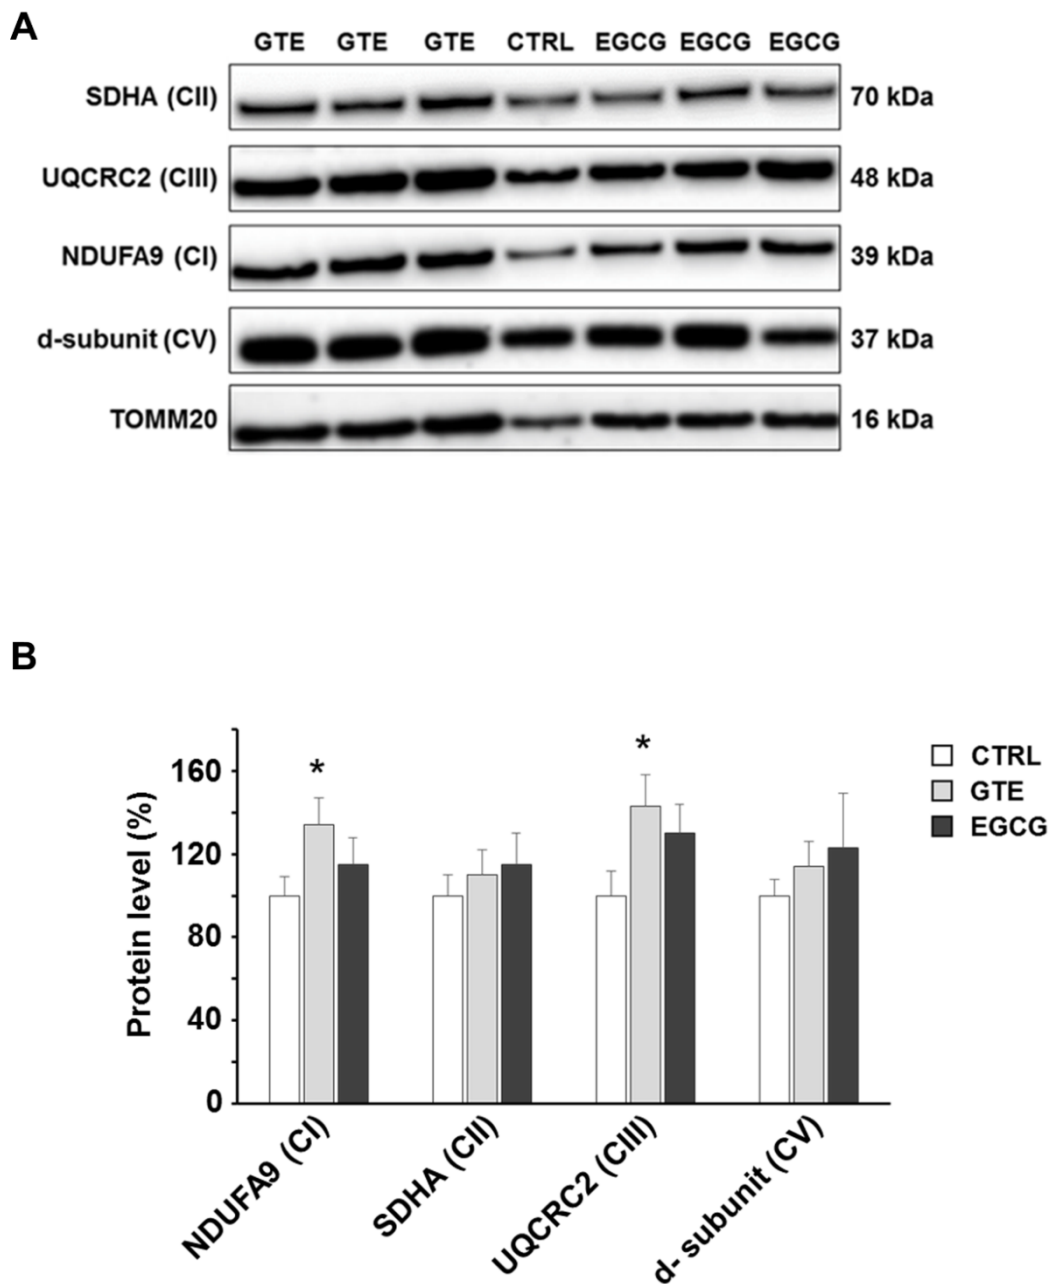 A
GTE GTE GTE CTRL EGCG EGCG EGCG
SDHA (CII) 70 kDa
UQCRC2 (CIII) 48 kDa
NDUFA9 (CI) 39 kDa
d-subunit (CV) 37 kDa
TOMM20 16 kDa
B
Protein level (%)
160
120
80
40
0
* *
CTRL
GTE
EGCG
NDUFA9 (CI)
SDHA (CII)
UQCRC2 (CIII)
d- subunit (CV)